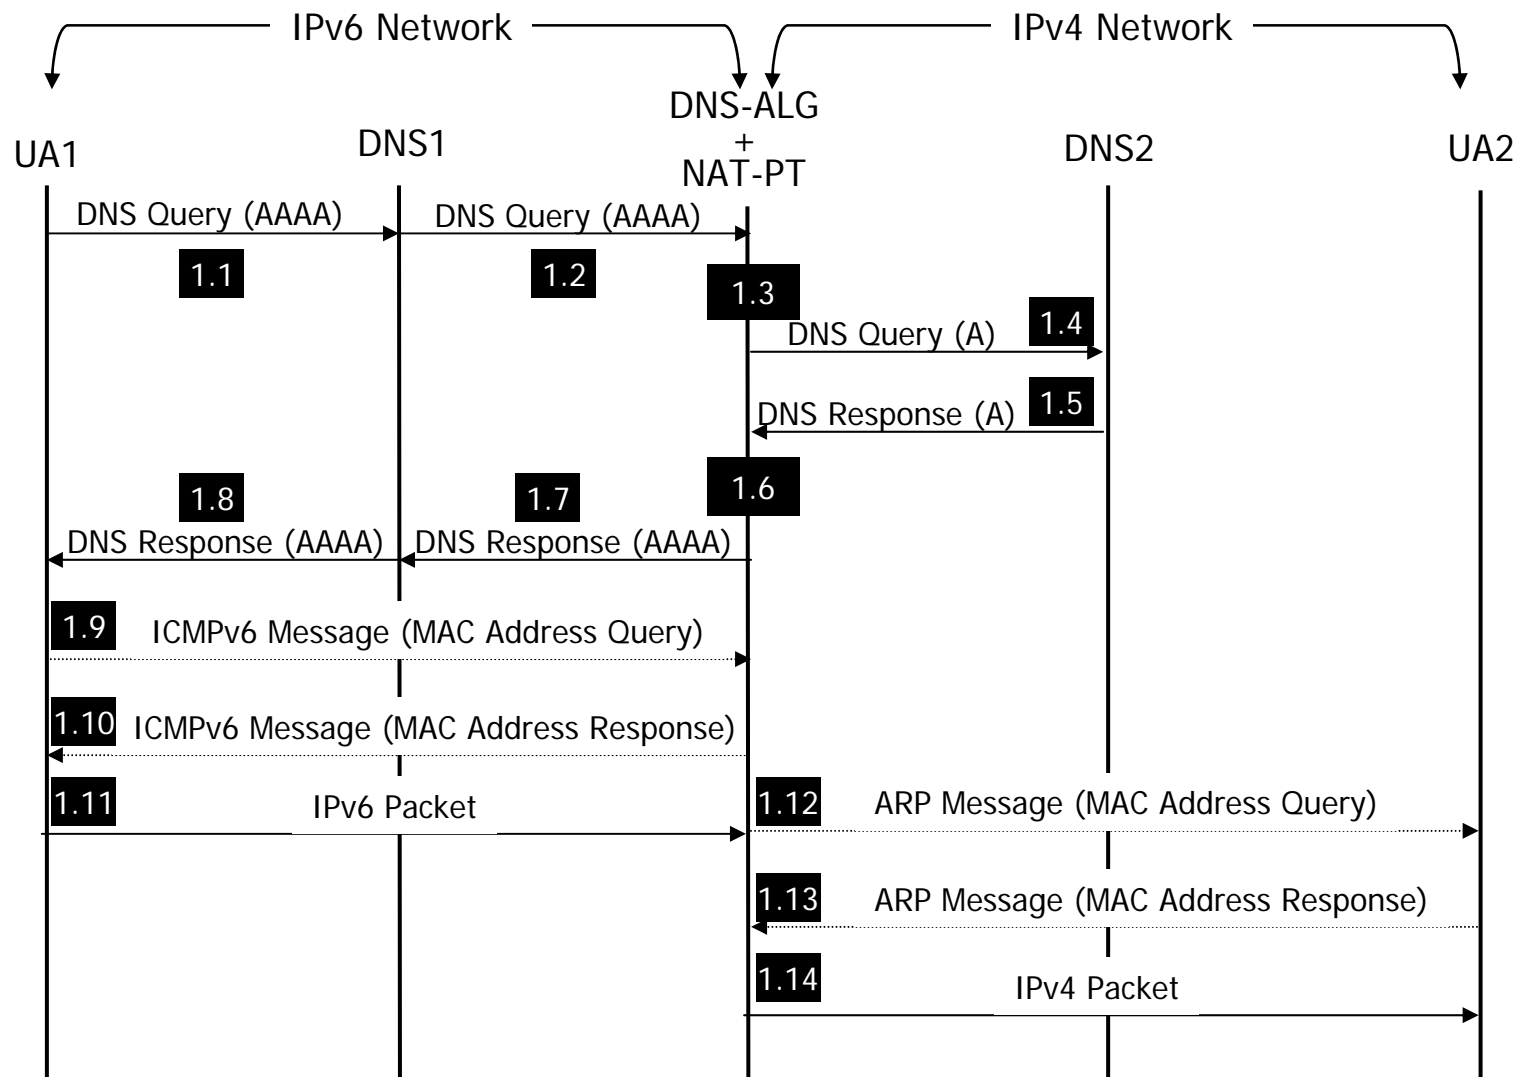 IPv6 Network
IPv4 Network
DNS-ALG
+
NAT-PT
UA1
DNS1
DNS2
UA2
DNS Query (AAAA)
DNS Query (AAAA)
1.1
1.2
1.3
1.4
DNS Query (A)
1.5
DNS Response (A)
1.8
1.7
1.6
DNS Response (AAAA)
DNS Response (AAAA)
1.9
ICMPv6 Message (MAC Address Query)
1.10
ICMPv6 Message (MAC Address Response)
1.11
IPv6 Packet
1.12
ARP Message (MAC Address Query)
1.13
ARP Message (MAC Address Response)
1.14
IPv4 Packet